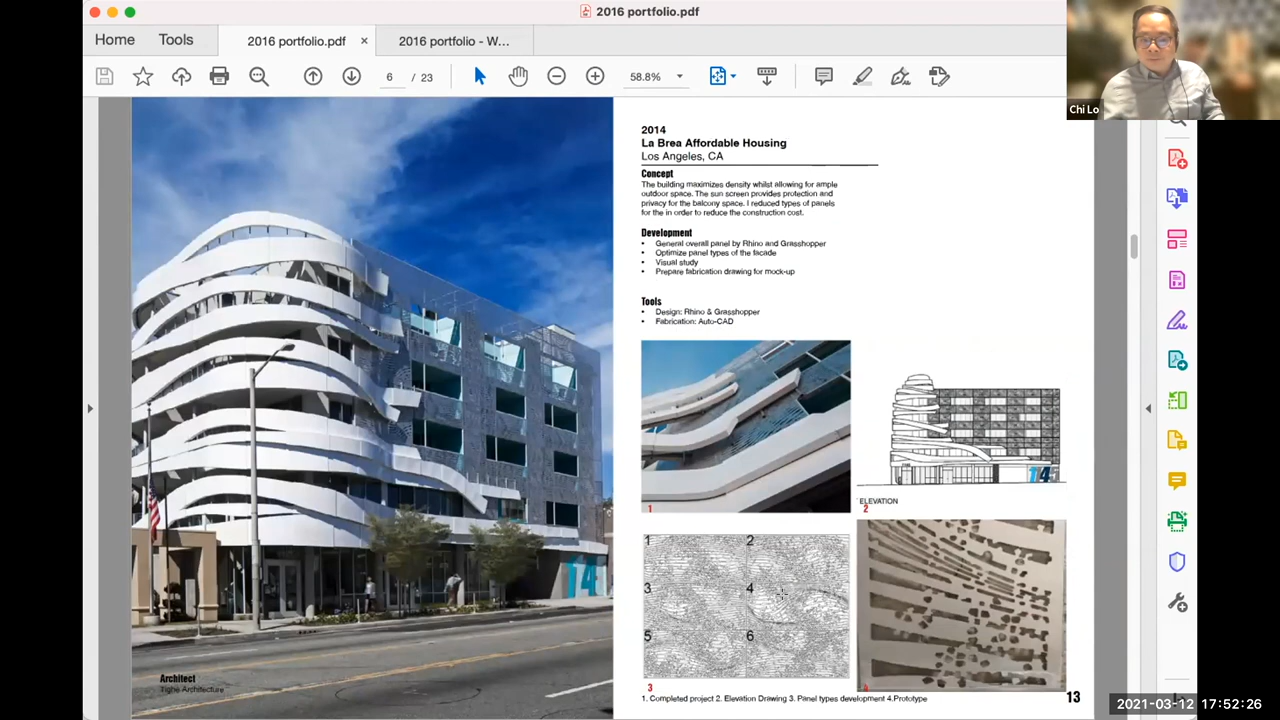 2016 portfolio.pdf
Home
Tools
2016 portfolio.pdf
2016 portfolio - W...
6 / 23
58.8%
Chi Lo
2014
La Brea Affordable Housing
Los Angeles, CA
Concept
The building maximizes density whilst allowing for ample
outdoor space. The sun screen provides protection and
privacy for the balcony space. I reduced types of panels
for the in order to reduce the construction cost.
Development
• General overall panel by Rhino and Grasshopper
• Optimize panel types of the facade
• Visual study
• Prepare fabrication drawing for mock-up
Tools
• Design: Rhino & Grasshopper
• Fabrication: Auto-CAD
1
ELEVATION
2
14
1 2
3 4
5 6
3
4
14
Architect
Tighe Architecture
1. Completed project 2. Elevation Drawing 3. Panel types development 4.Prototype
13
2021-03-12 17:52:26